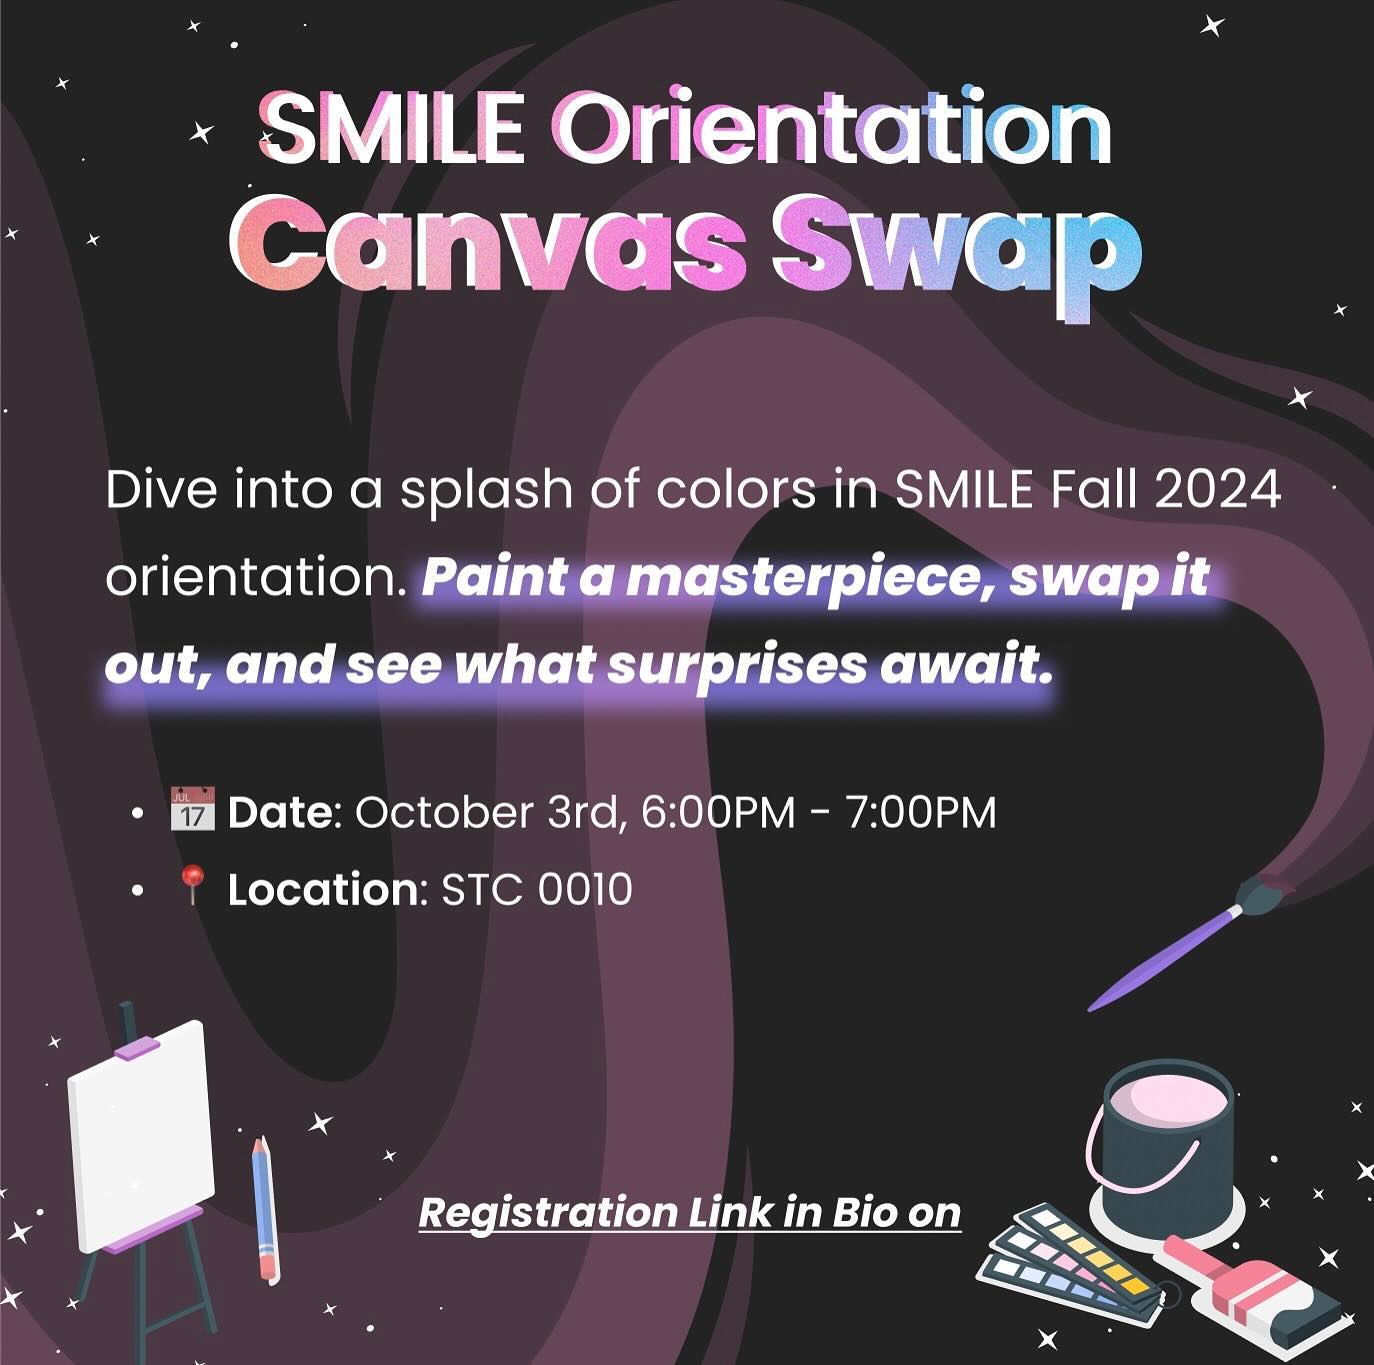 SMILE Orientation
Canvas Swap
Dive into a splash of colors in SMILE Fall 2024
orientation. Paint a masterpiece, swap it
out, and see what surprises await.
• 📅 Date: October 3rd, 6:00PM - 7:00PM
• 📍 Location: STC 0010
Registration Link in Bio on